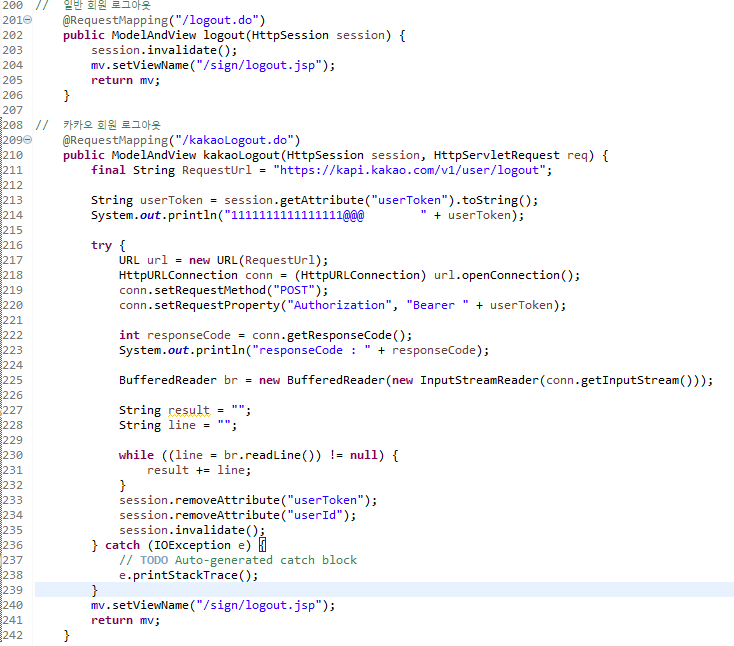 200 //  일반 회원 로그아웃
201    @RequestMapping("/logout.do")
202    public ModelAndView logout(HttpSession session) {
203        session.invalidate();
204        mv.setViewName("/sign/logout.jsp");
205        return mv;
206    }
207
208 //  카카오 회원 로그아웃
209    @RequestMapping("/kakaoLogout.do")
210    public ModelAndView kakaoLogout(HttpSession session, HttpServletRequest req) {
211        final String RequestUrl = "https://kapi.kakao.com/v1/user/logout";
212
213        String userToken = session.getAttribute("userToken").toString();
214        System.out.println("1111111111111111@@@        " + userToken);
215
216        try {
217            URL url = new URL(RequestUrl);
218            HttpURLConnection conn = (HttpURLConnection) url.openConnection();
219            conn.setRequestMethod("POST");
220            conn.setRequestProperty("Authorization", "Bearer " + userToken);
221
222            int responseCode = conn.getResponseCode();
223            System.out.println("responseCode : " + responseCode);
224
225            BufferedReader br = new BufferedReader(new InputStreamReader(conn.getInputStream()));
226
227            String result = "";
228            String line = "";
229
230            while ((line = br.readLine()) != null) {
231                result += line;
232            }
233            session.removeAttribute("userToken");
234            session.removeAttribute("userId");
235            session.invalidate();
236        } catch (IOException e) {
237            // TODO Auto-generated catch block
238            e.printStackTrace();
239        }
240        mv.setViewName("/sign/logout.jsp");
241        return mv;
242    }